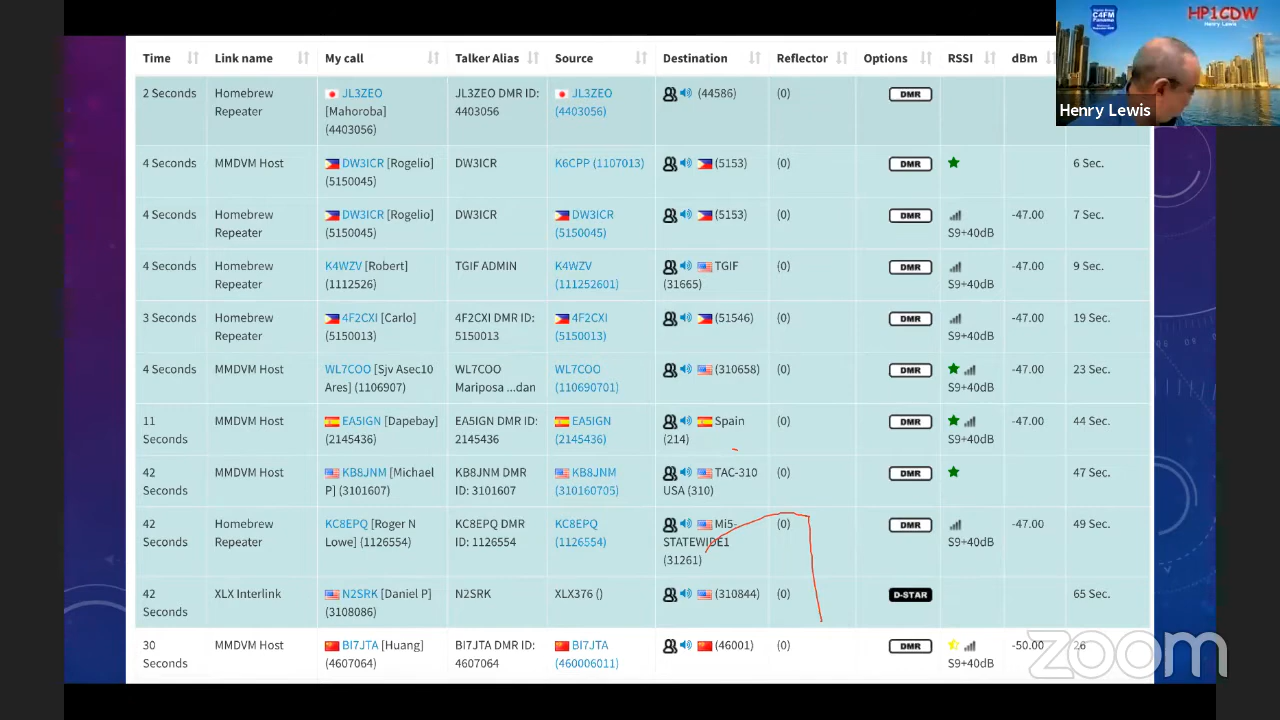 C4FM
Panama
HP1CDW
Henry Lewis
Henry Lewis
Time Link name My call Talker Alias Source Destination Reflector Options RSSI dBm
2 Seconds Homebrew Repeater JL3ZEO [Mahoroba] (4403056) JL3ZEO DMR ID: 4403056 JL3ZEO (4403056) (44586) (0) DMR
4 Seconds MMDVM Host DW3ICR [Rogelio] (5150045) DW3ICR K6CPP (1107013) (5153) (0) DMR 6 Sec.
4 Seconds Homebrew Repeater DW3ICR [Rogelio] (5150045) DW3ICR DW3ICR (5150045) (5153) (0) DMR S9+40dB -47.00 7 Sec.
4 Seconds Homebrew Repeater K4WZV [Robert] (1112526) TGIF ADMIN K4WZV (111252601) TGIF (31665) (0) DMR S9+40dB -47.00 9 Sec.
3 Seconds Homebrew Repeater 4F2CXI [Carlo] (5150013) 4F2CXI DMR ID: 5150013 4F2CXI (5150013) (51546) (0) DMR S9+40dB -47.00 19 Sec.
4 Seconds MMDVM Host WL7COO [Sjv Asec10 Ares] (1106907) WL7COO Mariposa ...dan WL7COO (110690701) (310658) (0) DMR S9+40dB -47.00 23 Sec.
11 Seconds MMDVM Host EA5IGN [Dapebay] (2145436) EA5IGN DMR ID: 2145436 EA5IGN (2145436) Spain (214) (0) DMR S9+40dB -47.00 44 Sec.
42 Seconds MMDVM Host KB8JNM [Michael P] (3101607) KB8JNM DMR ID: 3101607 KB8JNM (310160705) TAC-310 USA (310) (0) DMR 47 Sec.
42 Seconds Homebrew Repeater KC8EPQ [Roger N Lowe] (1126554) KC8EPQ DMR ID: 1126554 KC8EPQ (1126554) Mi5-STATEWIDE1 (31261) (0) DMR S9+40dB -47.00 49 Sec.
42 Seconds XLX Interlink N2SRK [Daniel P] (3108086) N2SRK XLX376 () (310844) (0) D-STAR 65 Sec.
30 Seconds MMDVM Host BI7JTA [Huang] (4607064) BI7JTA DMR ID: 4607064 BI7JTA (460006011) (46001) (0) DMR S9+40dB -50.00 26
zoom